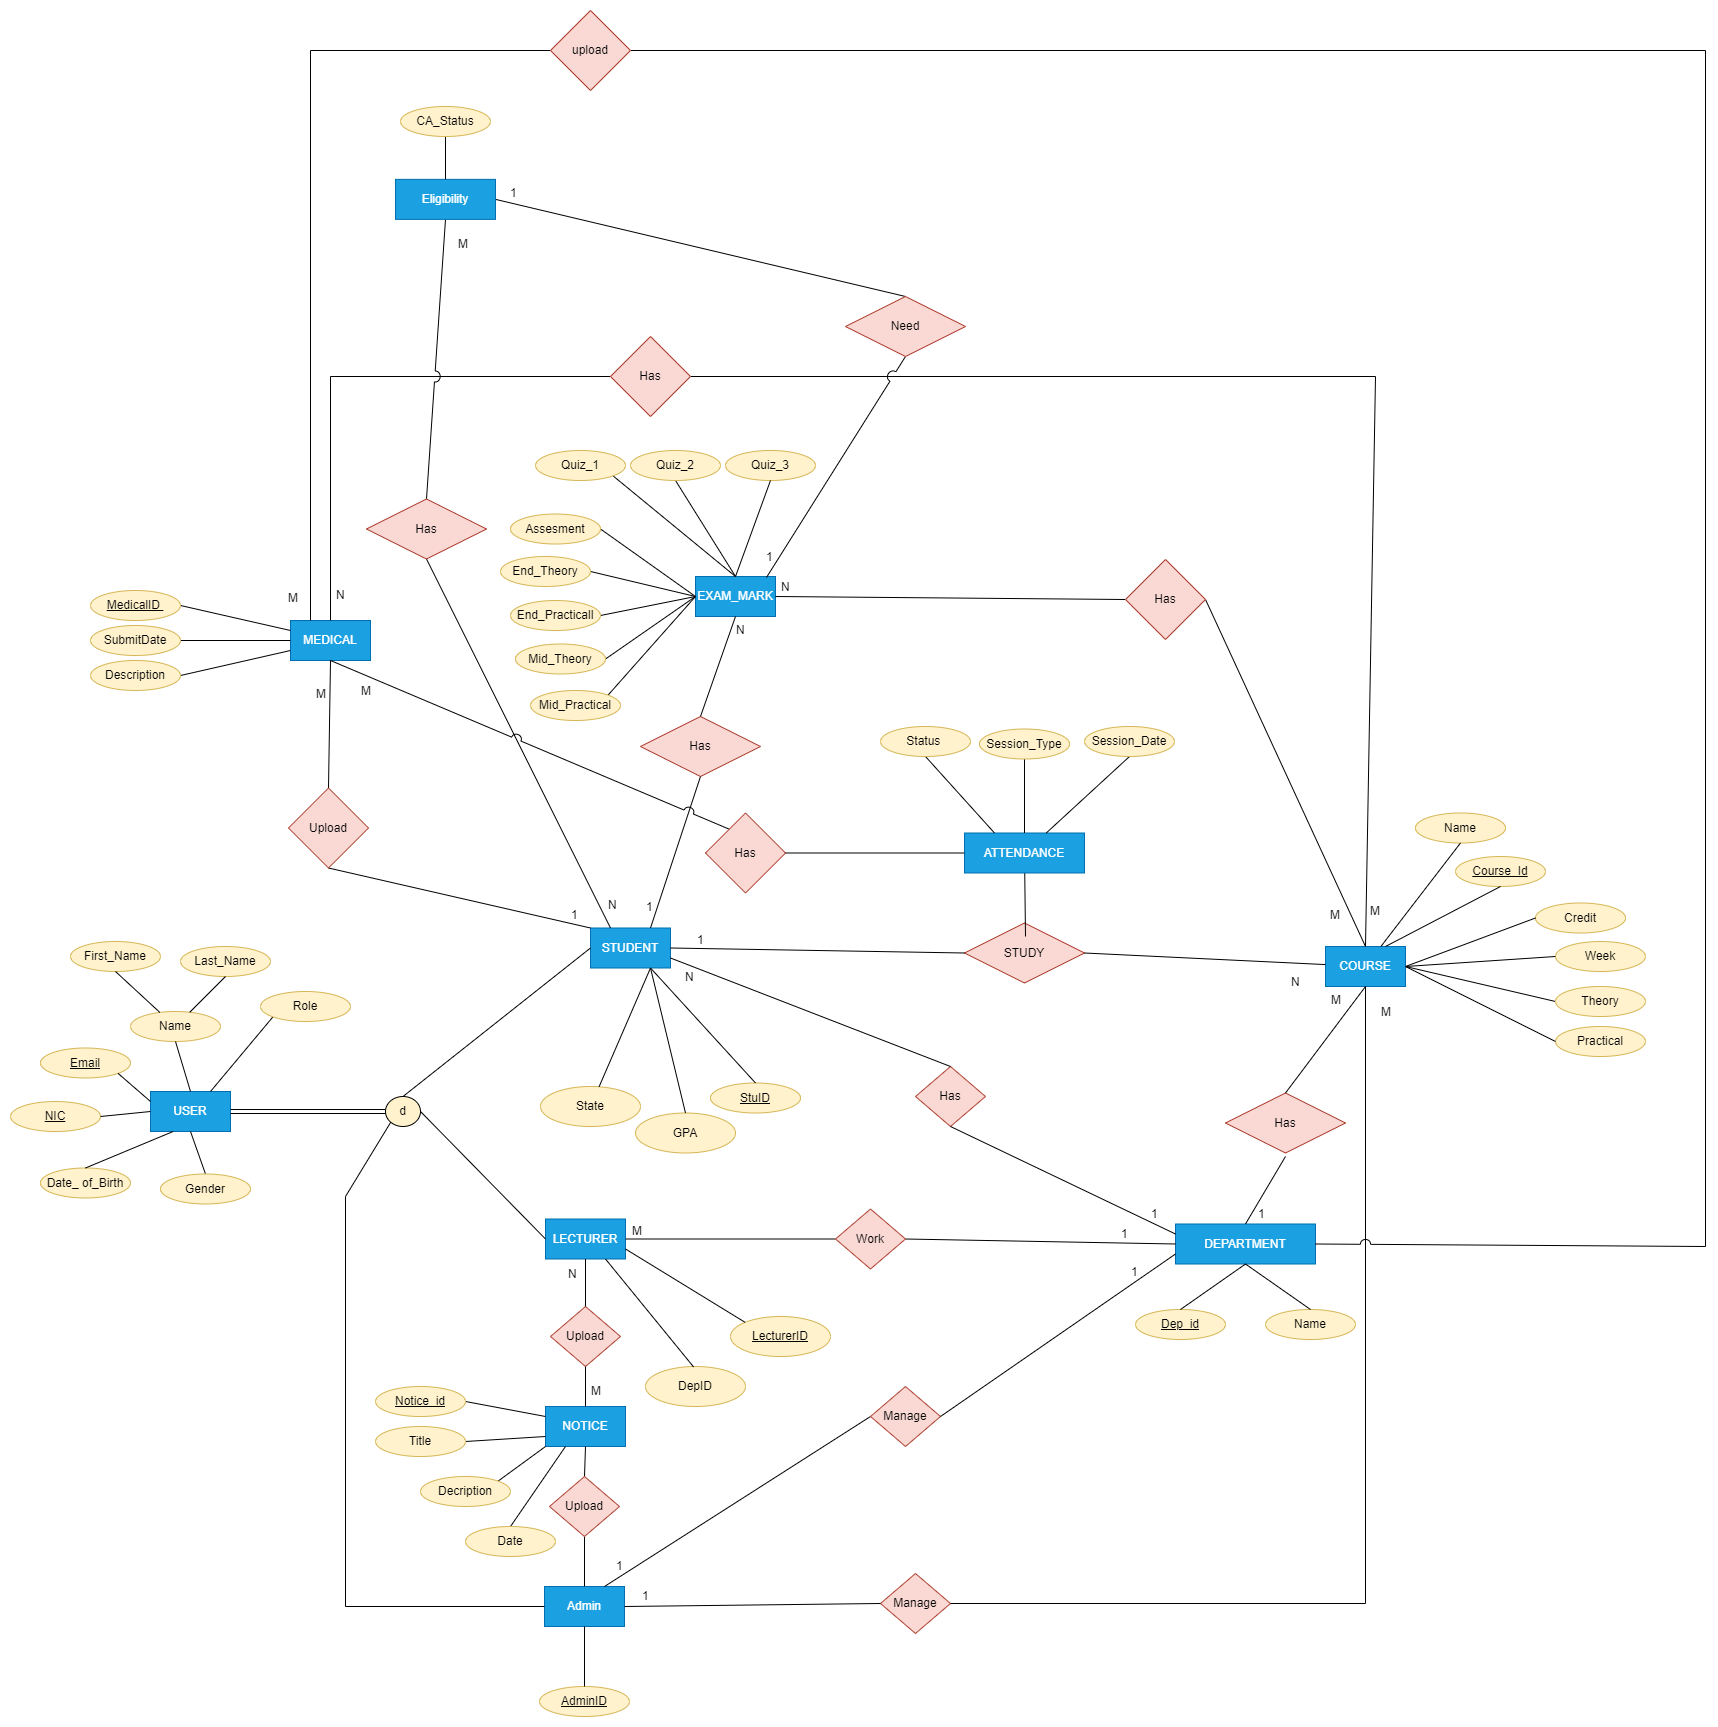 upload
CA_Status
Eligibility
1
M
Need
Has
Quiz_1
Quiz_2
Quiz_3
Has
Assesment
1
End_Theory
EXAM_MARK
N
Has
M
N
MedicalID
End_Practicall
N
SubmitDate
MEDICAL
Mid_Theory
Description
M
M
Mid_Practical
Has
Status
Session_Type
Session_Date
Upload
Has
ATTENDANCE
Name
Course_Id
1
N
1
M
M
Credit
STUDENT
1
STUDY
First_Name
Last_Name
N
N
COURSE
Week
Name
Role
M
M
Theory
Practical
Email
NIC
USER
d
State
StuID
GPA
Has
Has
Date_ of_Birth
Gender
1
1
LECTURER
M
Work
1
DEPARTMENT
N
1
Upload
LecturerID
Dep_id
Name
DepID
M
Notice_id
Title
NOTICE
Manage
Decription
Upload
Date
1
Admin
1
Manage
AdminID